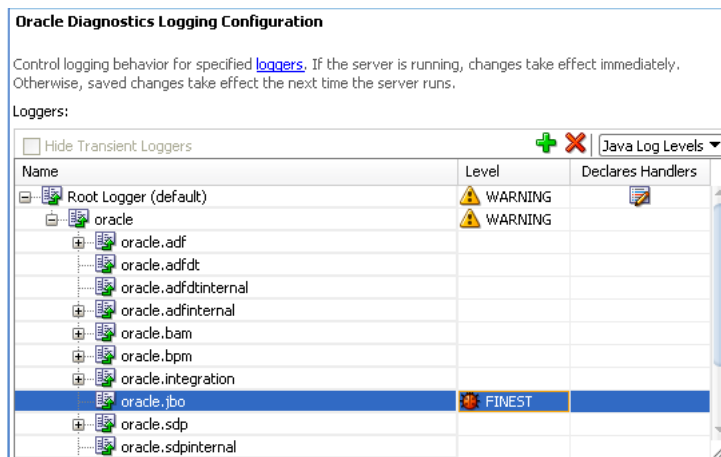 Oracle Diagnostics Logging Configuration
Control logging behavior for specified loggers. If the server is running, changes take effect immediately.
Otherwise, saved changes take effect the next time the server runs.
Loggers:
Hide Transient Loggers Java Log Levels
Name Level Declares Handlers
Root Logger (default) WARNING
oracle WARNING
oracle.adf
oracle.adfdt
oracle.adfdtinternal
oracle.adfinternal
oracle.bam
oracle.bpm
oracle.integration
oracle.jbo FINEST
oracle.sdp
oracle.sdpinternal